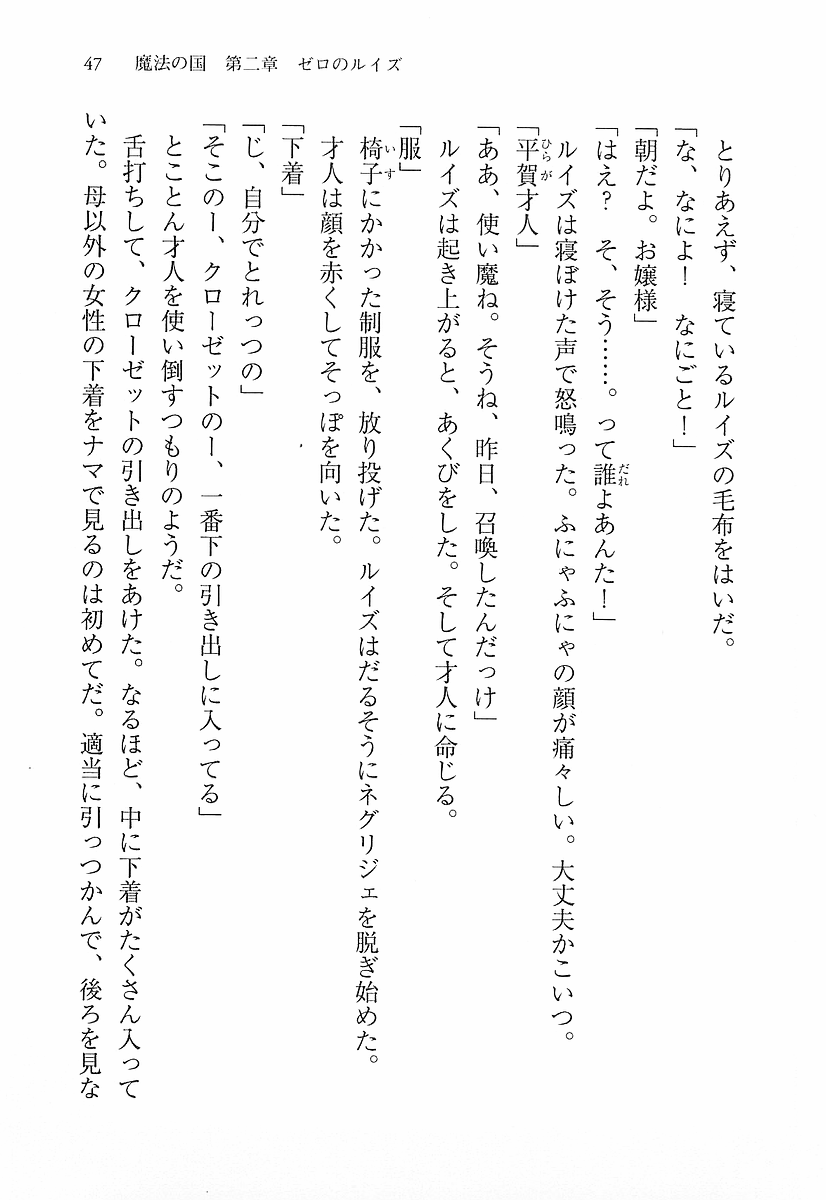 47　魔法の国　第二章　ゼロのルイズ
とりあえず、寝ているルイズの毛布をはいだ。
「な、なによ！　なにごと！」
「朝だよ。お嬢様」
「はえ？　そ、そう……。って誰よあんた！」
ルイズは寝ぼけた声で怒鳴った。ふにゃふにゃの顔が痛々しい。大丈夫かこいつ。
「平賀才人」
「ああ、使い魔ね。そうね、昨日、召喚したんだっけ」
ルイズは起き上がると、あくびをした。そして才人に命じる。
「服」
椅子にかかった制服を、放り投げた。ルイズはだるそうにネグリジェを脱ぎ始めた。
才人は顔を赤くしてそっぽを向いた。
「下着」
「じ、自分でとれっつの」
「そこのー、クローゼットのー、一番下の引き出しに入ってる」
とことん才人を使い倒すつもりのようだ。
舌打ちして、クローゼットの引き出しをあけた。なるほど、中に下着がたくさん入って
いた。母以外の女性の下着をナマで見るのは初めてだ。適当に引っつかんで、後ろを見な